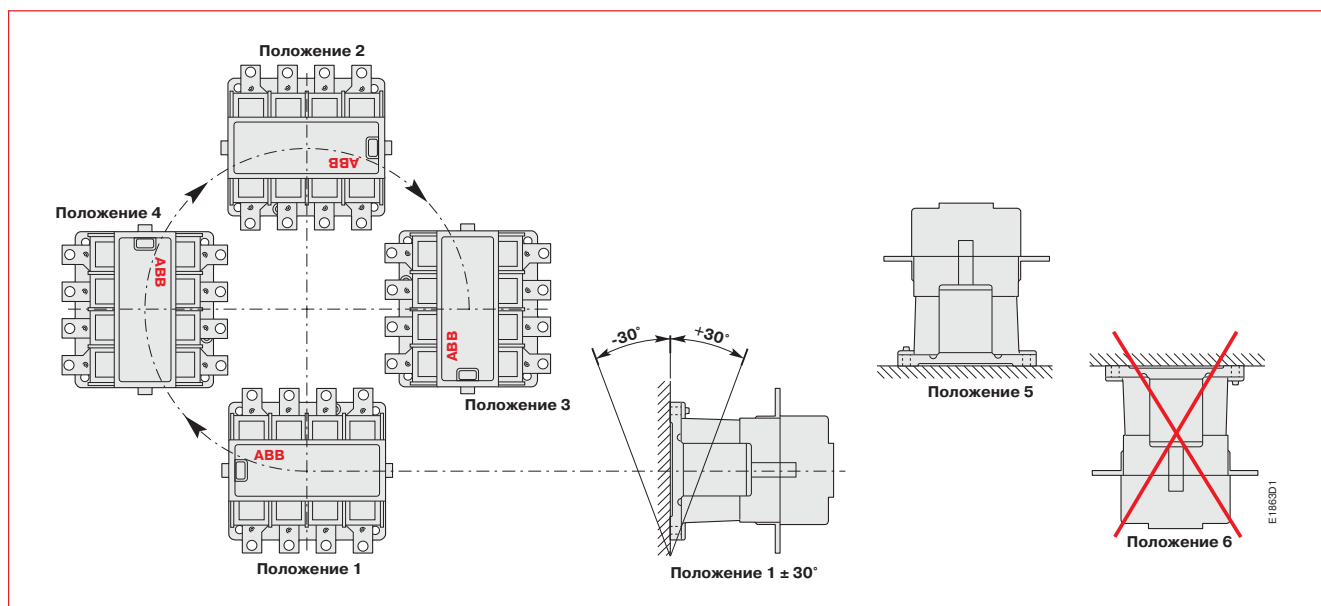 Положение 2
ABB
Положение 4
ABB
ABB
Положение 3
ABB
Положение 1
-30°
+30°
Положение 1 ± 30°
Положение 5
Положение 6
E1863D1